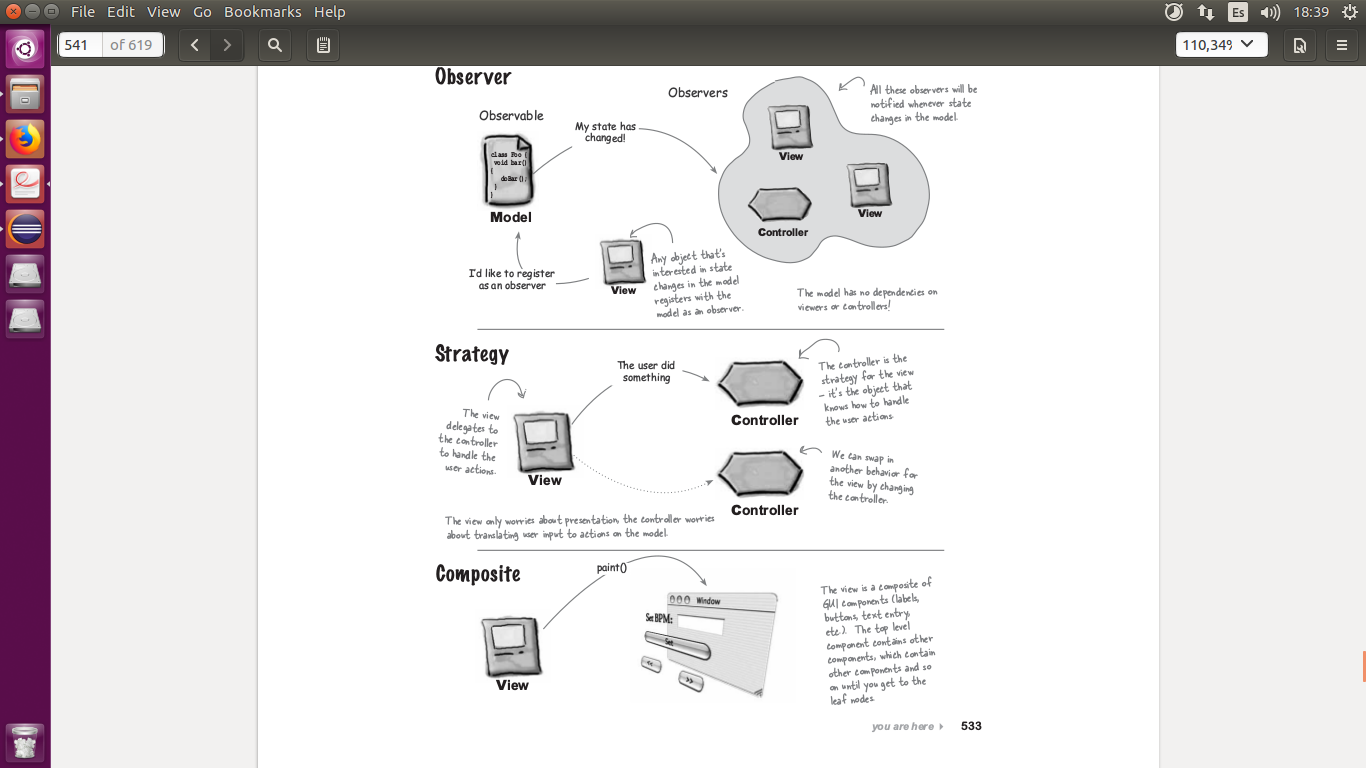 File Edit View Go Bookmarks Help
Es
18:39
541
of 619
110,34%
Observer
Observers
All these observers will be
notified whenever state
changes in the model.
Observable
My state has
changed!
class Foo {
void bar()
{
doBar();
}
}
View
View
Model
Controller
I'd like to register
as an observer
View
Any object that's
interested in state
changes in the model
registers with the
model as an observer.
The model has no dependencies on
viewers or controllers!
Strategy
The user did
something
The controller is the
strategy for the view
– it's the object that
knows how to handle
the user actions.
Controller
The view
delegates to
the controller
to handle the
user actions.
View
We can swap in
another behavior for
the view by changing
the controller.
Controller
The view only worries about presentation, the controller worries
about translating user input to actions on the model.
Composite
paint()
Window
Set BPM:
Set
<<
>>
View
The view is a composite of
GUI components (labels,
buttons, text entry,
etc.). The top level
component contains other
components, which contain
other components and so
on until you get to the
leaf nodes.
you are here
533